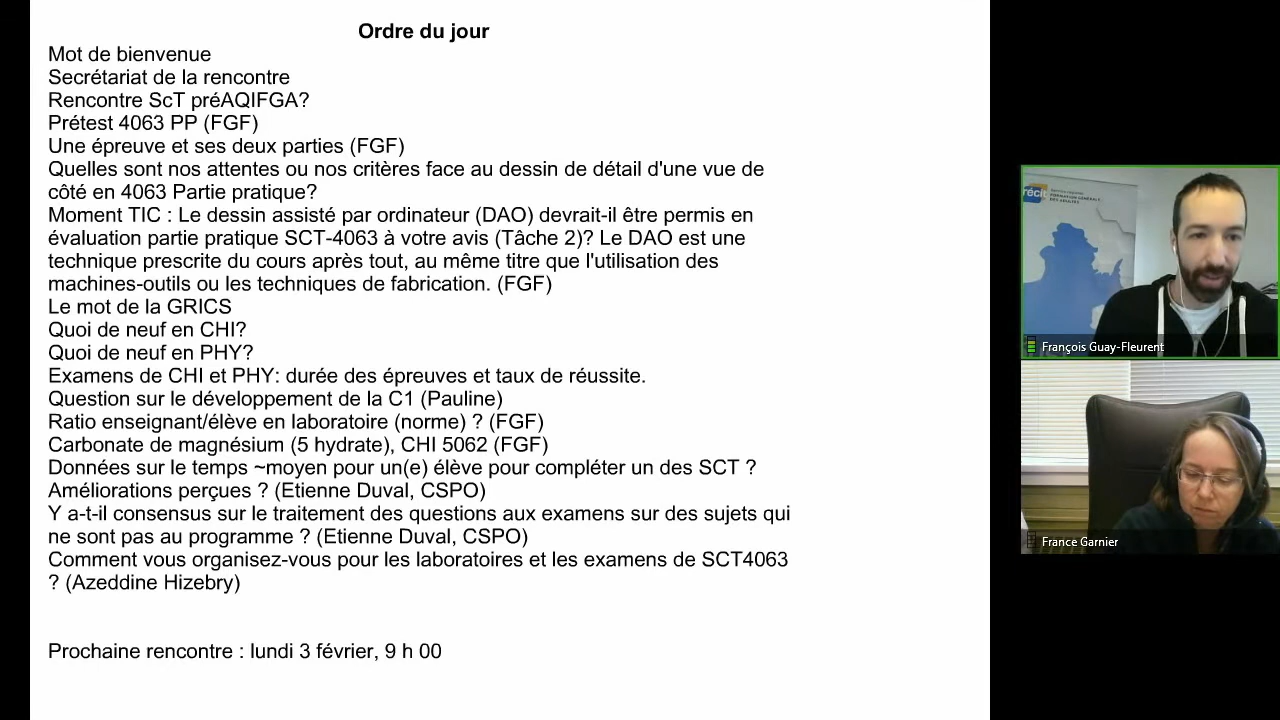 Ordre du jour
Mot de bienvenue
Secrétariat de la rencontre
Rencontre ScT préAQIFGA?
Prétest 4063 PP (FGF)
Une épreuve et ses deux parties (FGF)
Quelles sont nos attentes ou nos critères face au dessin de détail d'une vue de
côté en 4063 Partie pratique?
Moment TIC : Le dessin assisté par ordinateur (DAO) devrait-il être permis en
évaluation partie pratique SCT-4063 à votre avis (Tâche 2)? Le DAO est une
technique prescrite du cours après tout, au même titre que l'utilisation des
machines-outils ou les techniques de fabrication. (FGF)
Le mot de la GRICS
Quoi de neuf en CHI?
Quoi de neuf en PHY?
Examens de CHI et PHY: durée des épreuves et taux de réussite.
Question sur le développement de la C1 (Pauline)
Ratio enseignant/élève en laboratoire (norme) ? (FGF)
Carbonate de magnésium (5 hydrate), CHI 5062 (FGF)
Données sur le temps ~moyen pour un(e) élève pour compléter un des SCT ?
Améliorations perçues ? (Etienne Duval, CSPO)
Y a-t-il consensus sur le traitement des questions aux examens sur des sujets qui
ne sont pas au programme ? (Etienne Duval, CSPO)
Comment vous organisez-vous pour les laboratoires et les examens de SCT4063
? (Azeddine Hizebry)
Prochaine rencontre : lundi 3 février, 9 h 00
récit
FORMATION GÉNÉRALE
DES ADULTES
François Guay-Fleurent
France Garnier